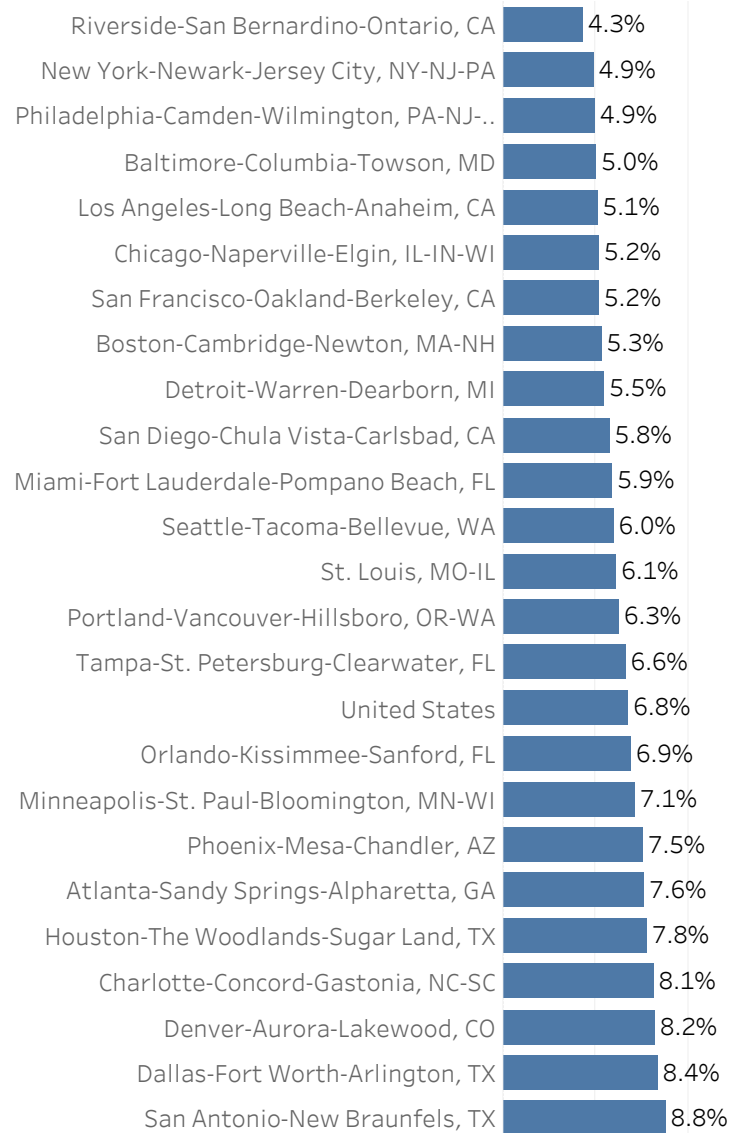 Riverside-San Bernardino-Ontario, CA 4.3%
New York-Newark-Jersey City, NY-NJ-PA 4.9%
Philadelphia-Camden-Wilmington, PA-NJ-.. 4.9%
Baltimore-Columbia-Towson, MD 5.0%
Los Angeles-Long Beach-Anaheim, CA 5.1%
Chicago-Naperville-Elgin, IL-IN-WI 5.2%
San Francisco-Oakland-Berkeley, CA 5.2%
Boston-Cambridge-Newton, MA-NH 5.3%
Detroit-Warren-Dearborn, MI 5.5%
San Diego-Chula Vista-Carlsbad, CA 5.8%
Miami-Fort Lauderdale-Pompano Beach, FL 5.9%
Seattle-Tacoma-Bellevue, WA 6.0%
St. Louis, MO-IL 6.1%
Portland-Vancouver-Hillsboro, OR-WA 6.3%
Tampa-St. Petersburg-Clearwater, FL 6.6%
United States 6.8%
Orlando-Kissimmee-Sanford, FL 6.9%
Minneapolis-St. Paul-Bloomington, MN-WI 7.1%
Phoenix-Mesa-Chandler, AZ 7.5%
Atlanta-Sandy Springs-Alpharetta, GA 7.6%
Houston-The Woodlands-Sugar Land, TX 7.8%
Charlotte-Concord-Gastonia, NC-SC 8.1%
Denver-Aurora-Lakewood, CO 8.2%
Dallas-Fort Worth-Arlington, TX 8.4%
San Antonio-New Braunfels, TX 8.8%